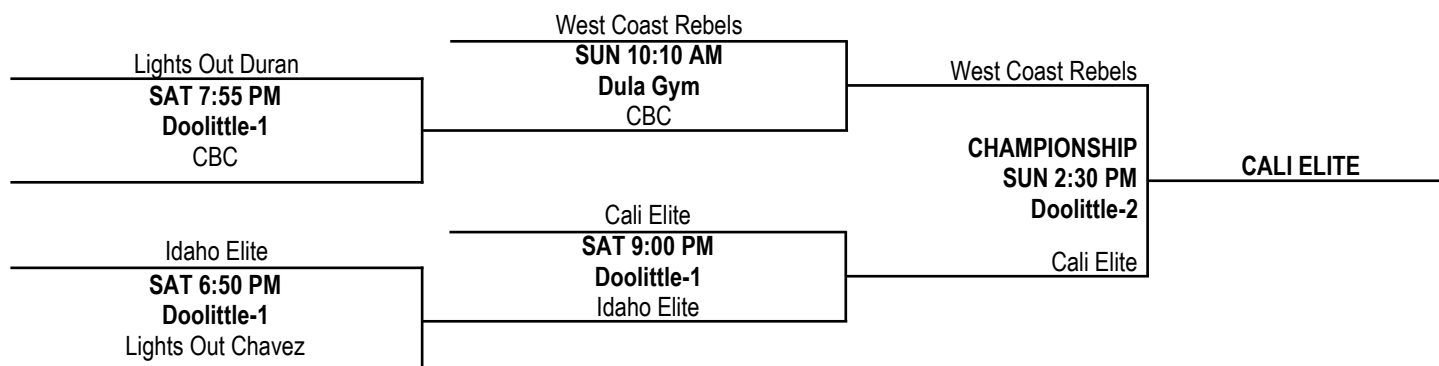 West Coast Rebels
Lights Out Duran
SUN 10:10 AM
West Coast Rebels
SAT 7:55 PM
Dula Gym
Doolittle-1
CBC
CBC
CHAMPIONSHIP
SUN 2:30 PM
CALI ELITE
Doolittle-2
Cali Elite
Idaho Elite
SAT 9:00 PM
Cali Elite
SAT 6:50 PM
Doolittle-1
Doolittle-1
Idaho Elite
Lights Out Chavez